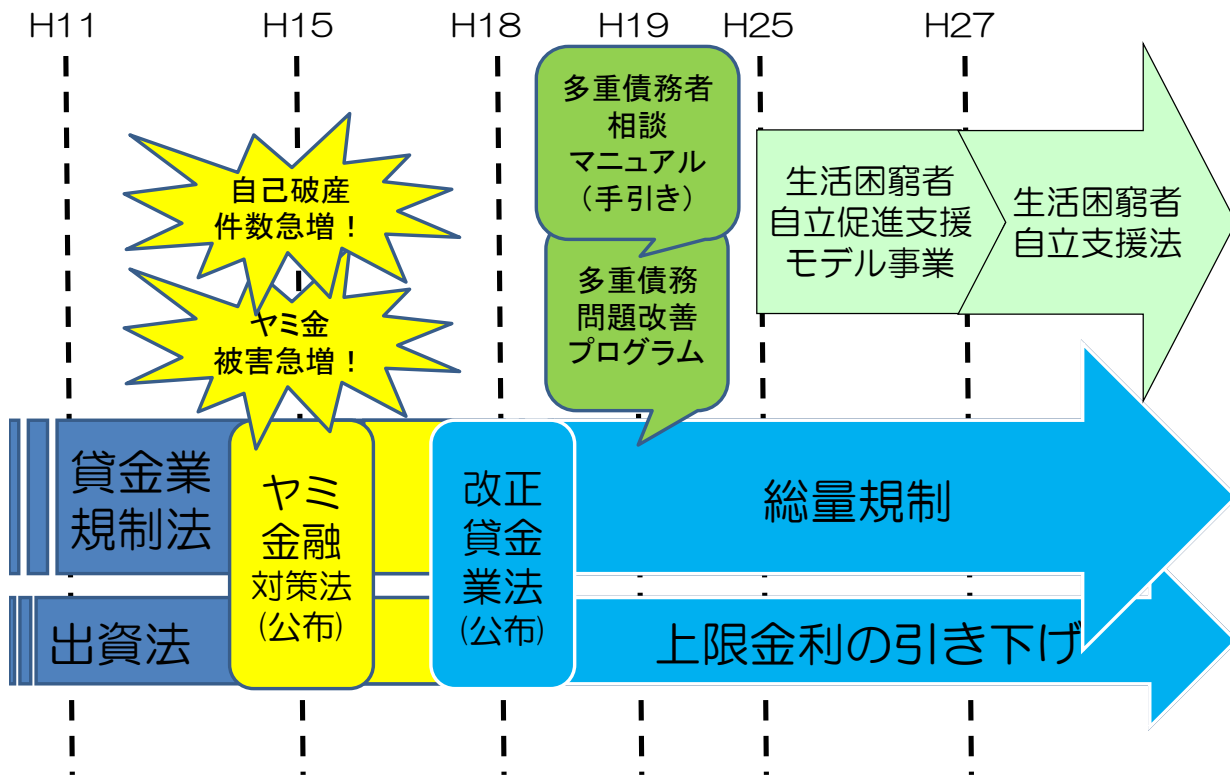 H11
H15
H18
H19
H25
H27
自己破産
件数急増！
ヤミ金
被害急増！
多重債務者
相談
マニュアル
（手引き）
多重債務
問題改善
プログラム
生活困窮者
自立促進支援
モデル事業
生活困窮者
自立支援法
貸金業
規制法
ヤミ
金融
対策法
(公布)
改正
貸金
業法
(公布)
総量規制
出資法
上限金利の引き下げ